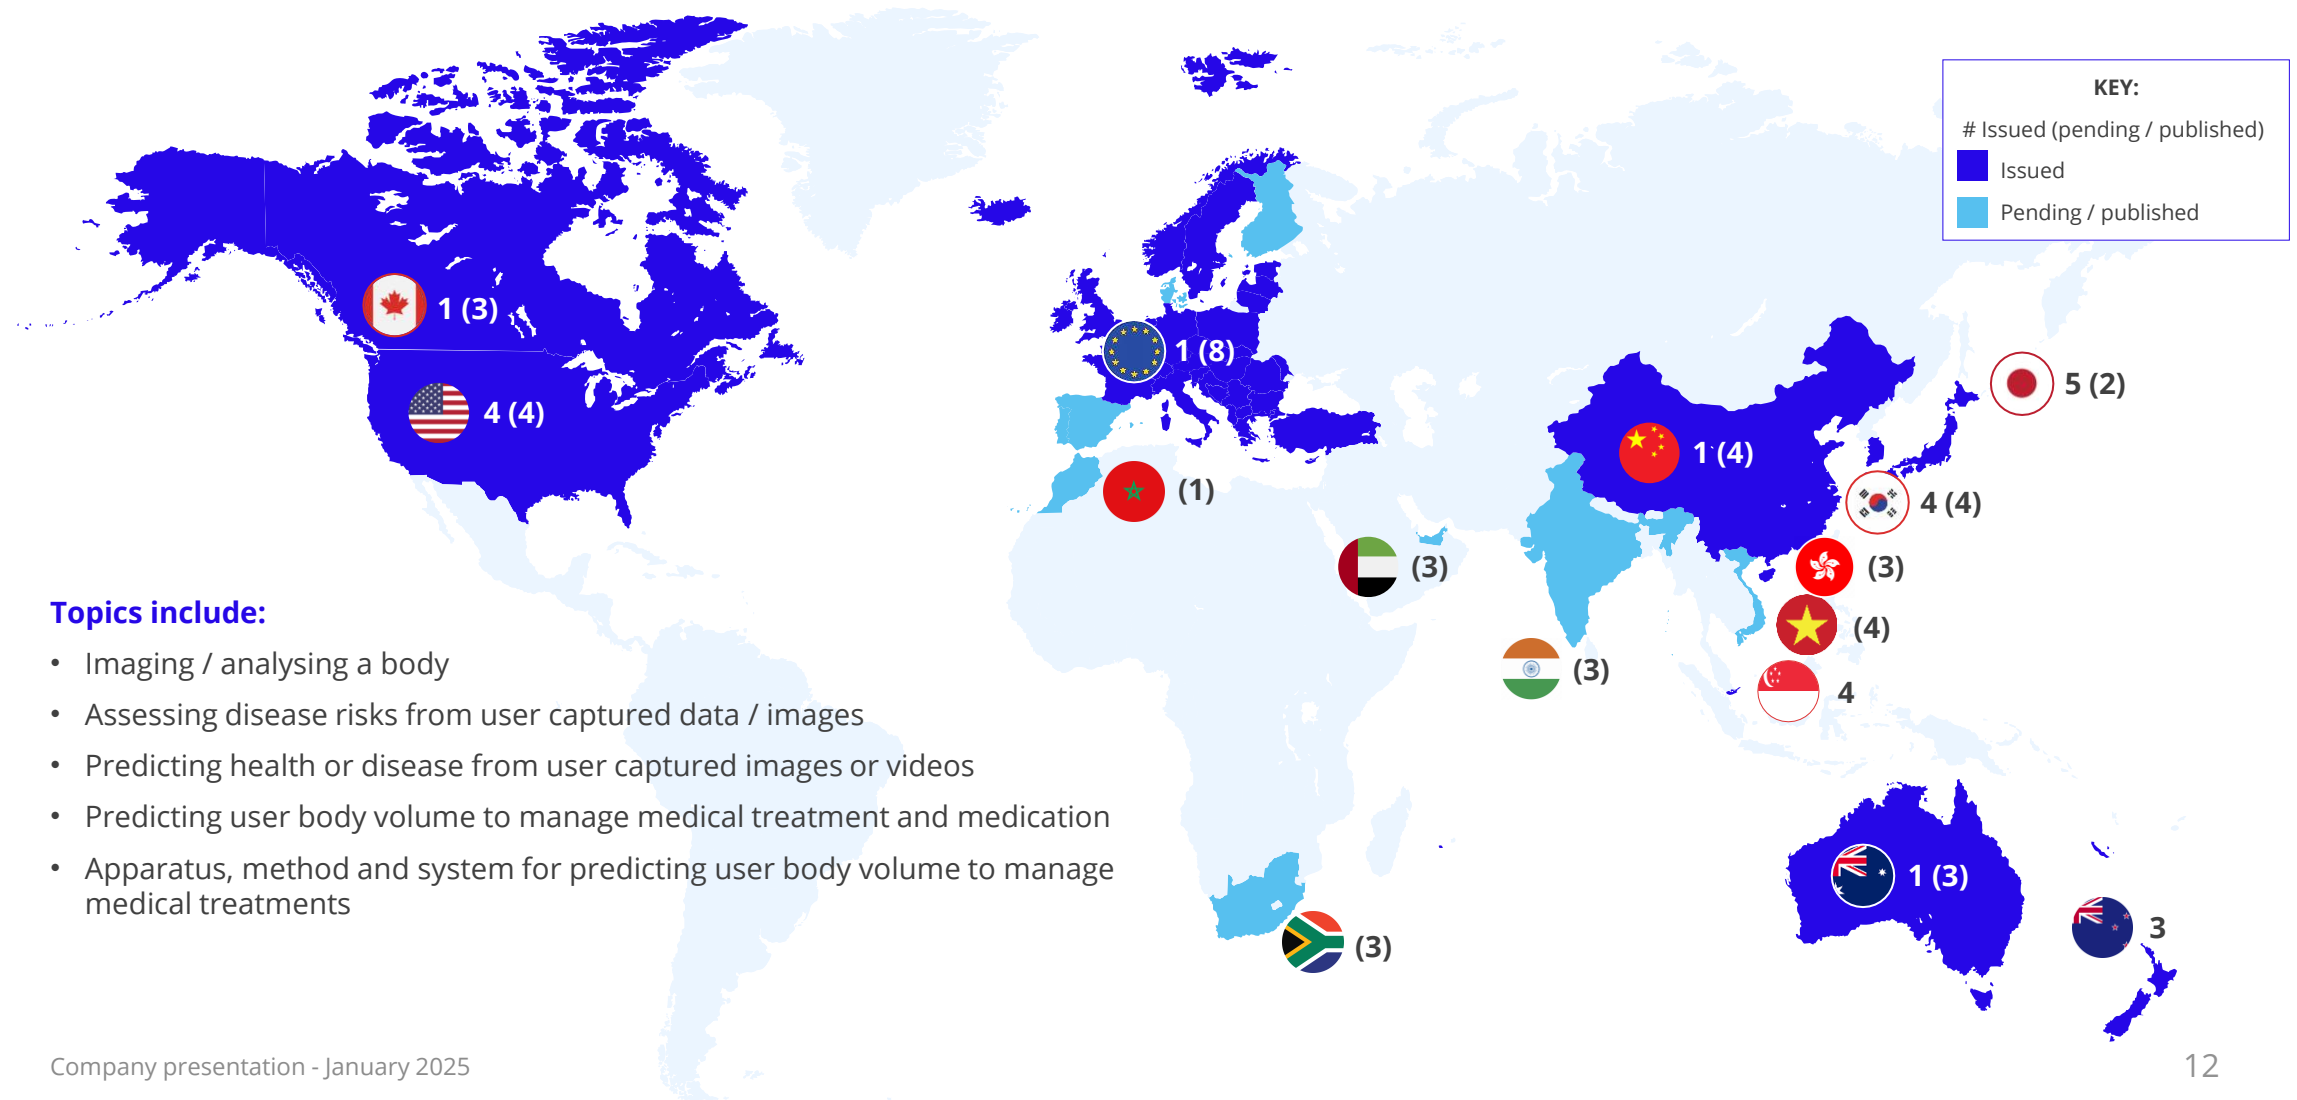 KEY:
# Issued (pending / published)
Issued
Pending / published
1 (3)
4 (4)
1 (8)
(1)
(3)
1 (4)
5 (2)
4 (4)
(3)
(4)
(3)
4
1 (3)
3
(3)
Topics include:
• Imaging / analysing a body
• Assessing disease risks from user captured data / images
• Predicting health or disease from user captured images or videos
• Predicting user body volume to manage medical treatment and medication
• Apparatus, method and system for predicting user body volume to manage
medical treatments
Company presentation - January 2025
12